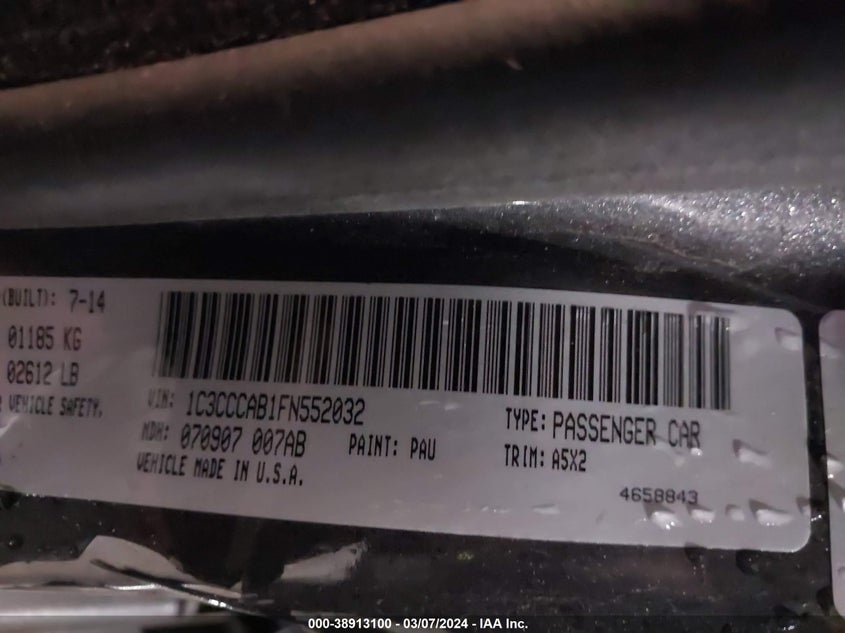 (BUILT): 7-14
01185 KG
02612 LB
VEHICLE SAFETY,
VIN: 1C3CCCAB1FN552032
MDH: 070907 007AB
PAINT: PAU
VEHICLE MADE IN U.S.A.
TYPE: PASSENGER CAR
TRIM: A5X2
4658843
000-38913100 - 03/07/2024 - IAA Inc.